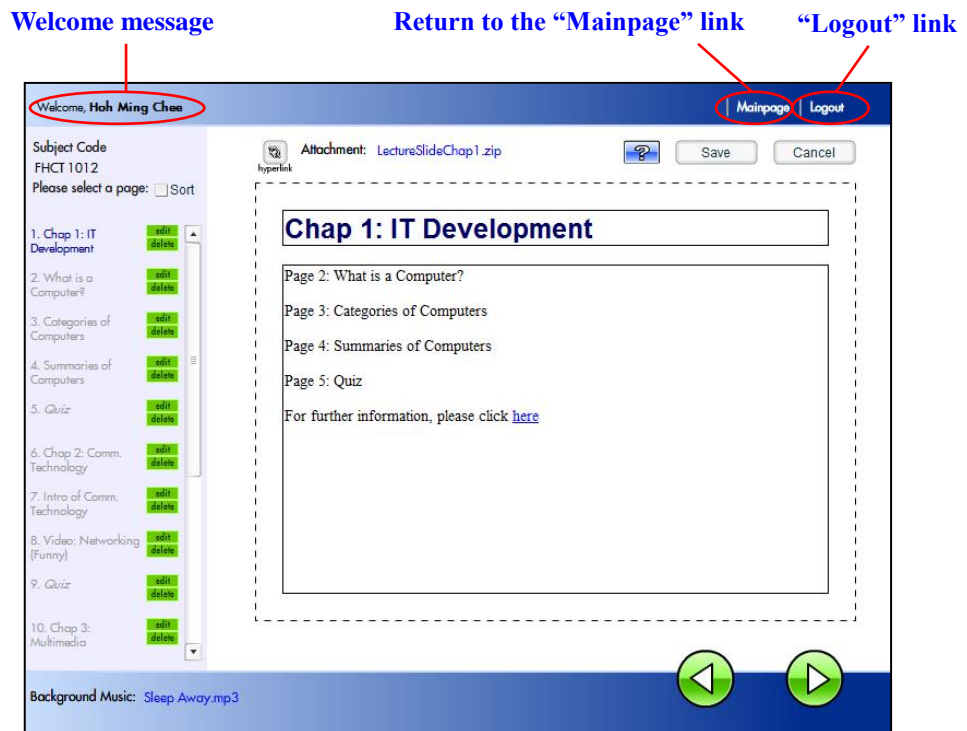 Welcome message
Return to the “Mainpage” link
“Logout” link
Welcome, Hoh Ming Chee
| Mainpage | Logout
Subject Code
FHCT 1012
Please select a page: Sort
hyperlink
Attachment: LectureSlideChap1.zip
?
Save
Cancel
1. Chap 1: IT
Development
edit
delete
2. What is a
Computer?
edit
delete
3. Categories of
Computers
edit
delete
4. Summaries of
Computers
edit
delete
5. Quiz
edit
delete
6. Chap 2: Comm.
Technology
edit
delete
7. Intro of Comm.
Technology
edit
delete
8. Video: Networking
(Funny)
edit
delete
9. Quiz
edit
delete
10. Chap 3:
Multimedia
edit
delete
Chap 1: IT Development
Page 2: What is a Computer?
Page 3: Categories of Computers
Page 4: Summaries of Computers
Page 5: Quiz
For further information, please click here
Background Music: Sleep Away.mp3